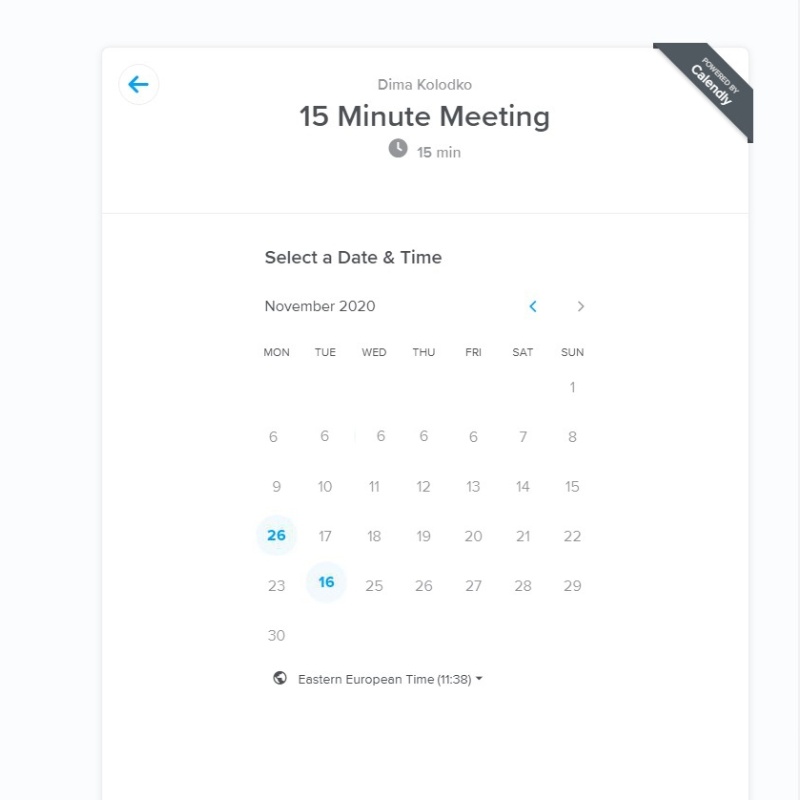 POWERED BY
Calendly
Dima Kolodko
15 Minute Meeting
15 min
Select a Date & Time
November 2020
MON TUE WED THU FRI SAT SUN
1
6 6 6 6 6 7 8
9 10 11 12 13 14 15
26 17 18 19 20 21 22
23 16 25 26 27 28 29
30
Eastern European Time (11:38)